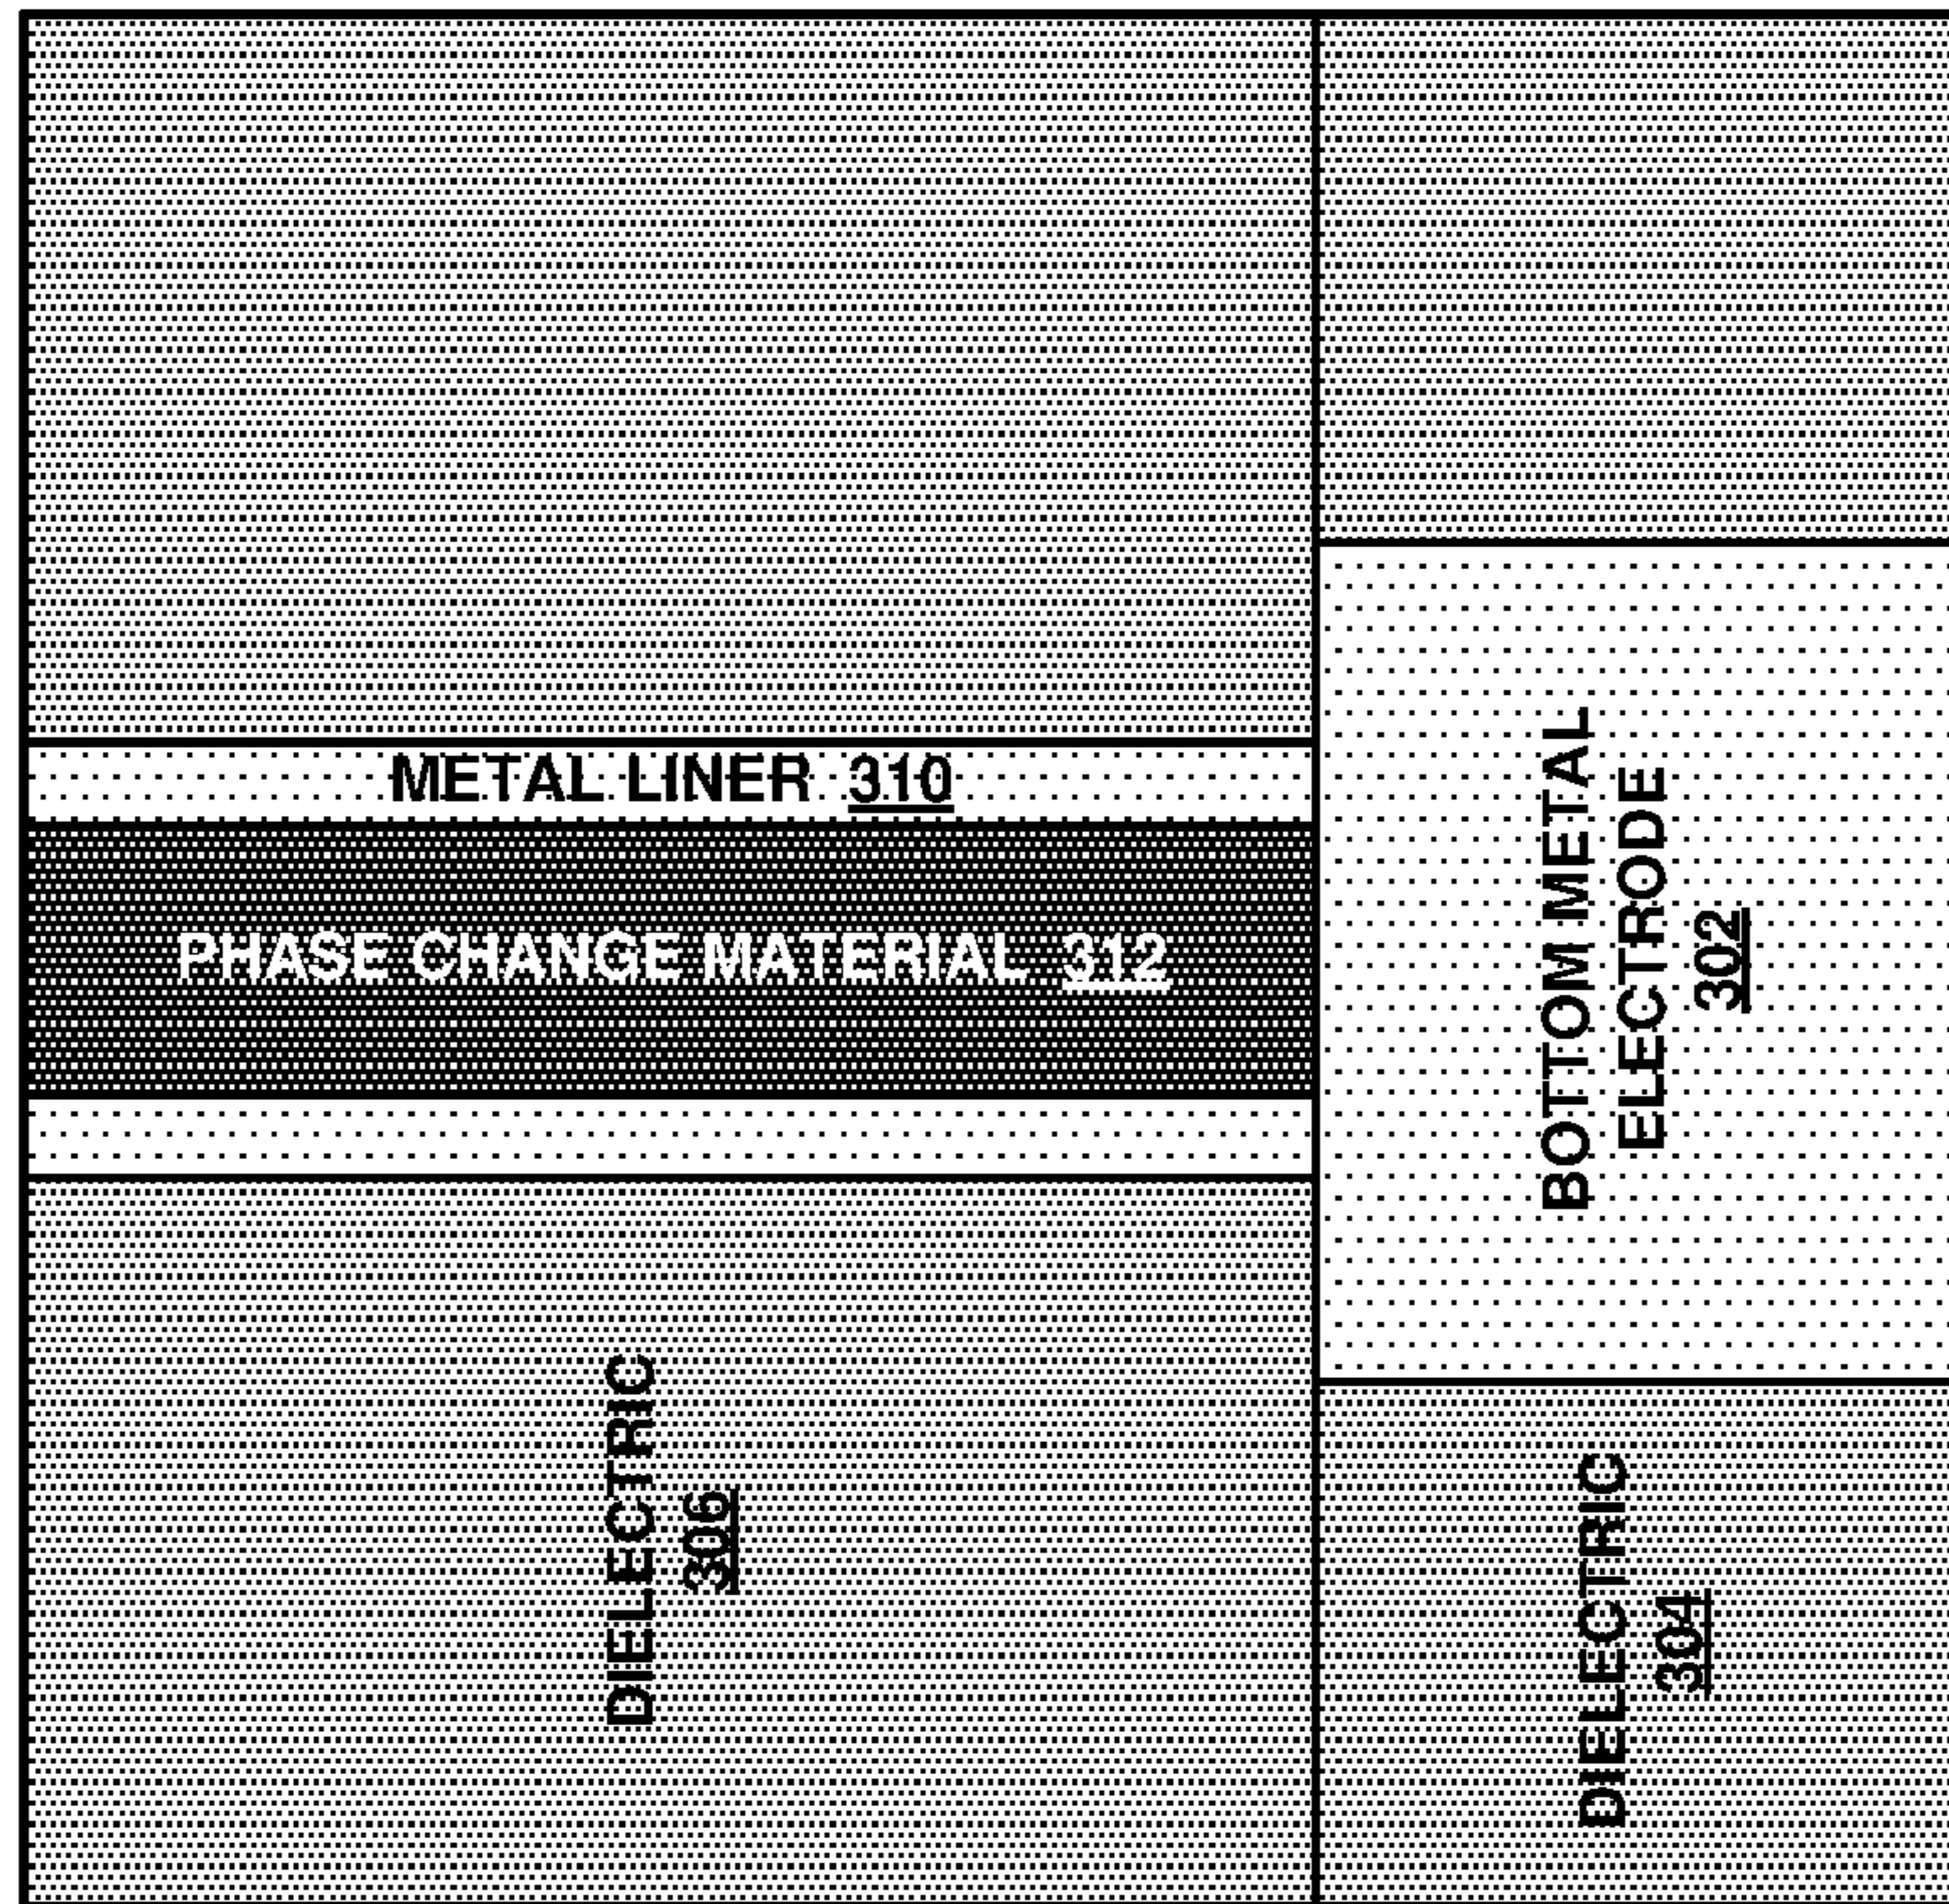 METAL LINER 310
PHASE CHANGE MATERIAL 312
BOTTOM METAL
ELECTRODE
302
DIELECTRIC
306
DIELECTRIC
304